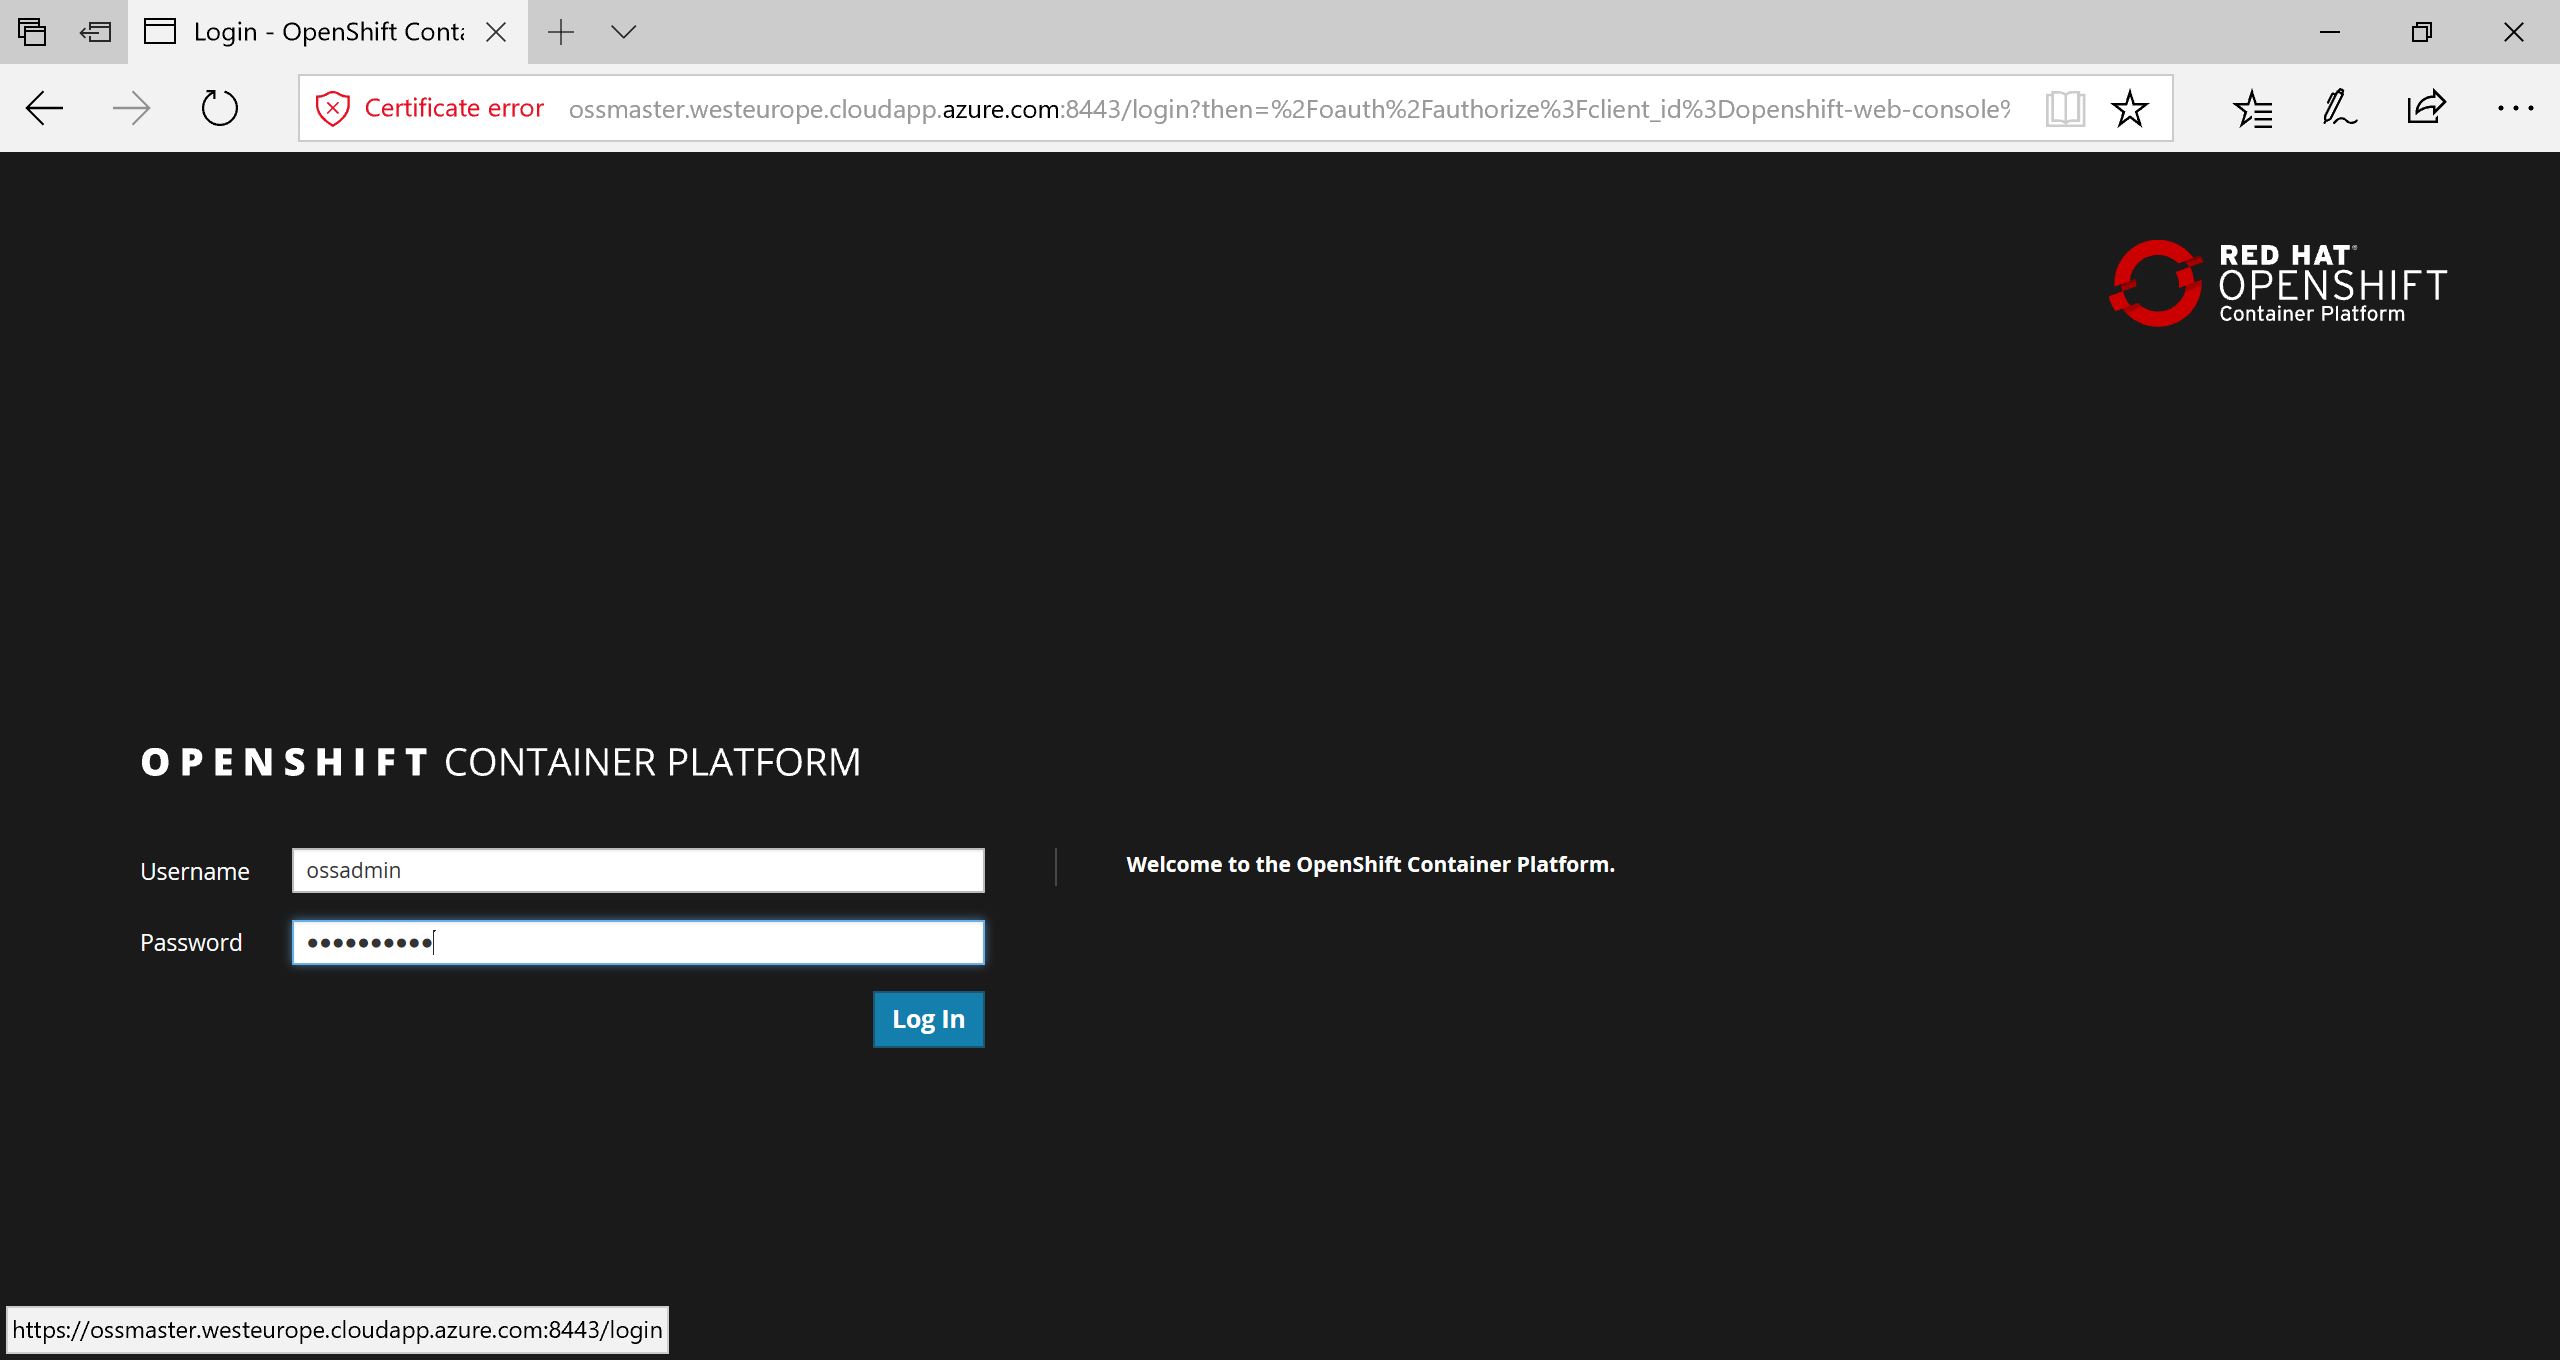 Login - OpenShift Conta
Certificate error ossmaster.westeurope.cloudapp.azure.com:8443/login?then=%2Foauth%2Fauthorize%3Fclient_id%3Dopenshift-web-console%
RED HAT®
OPENSHIFT
Container Platform
OPENSHIFT CONTAINER PLATFORM
Username ossadmin
Welcome to the OpenShift Container Platform.
Password ••••••••••
Log In
https://ossmaster.westeurope.cloudapp.azure.com:8443/login